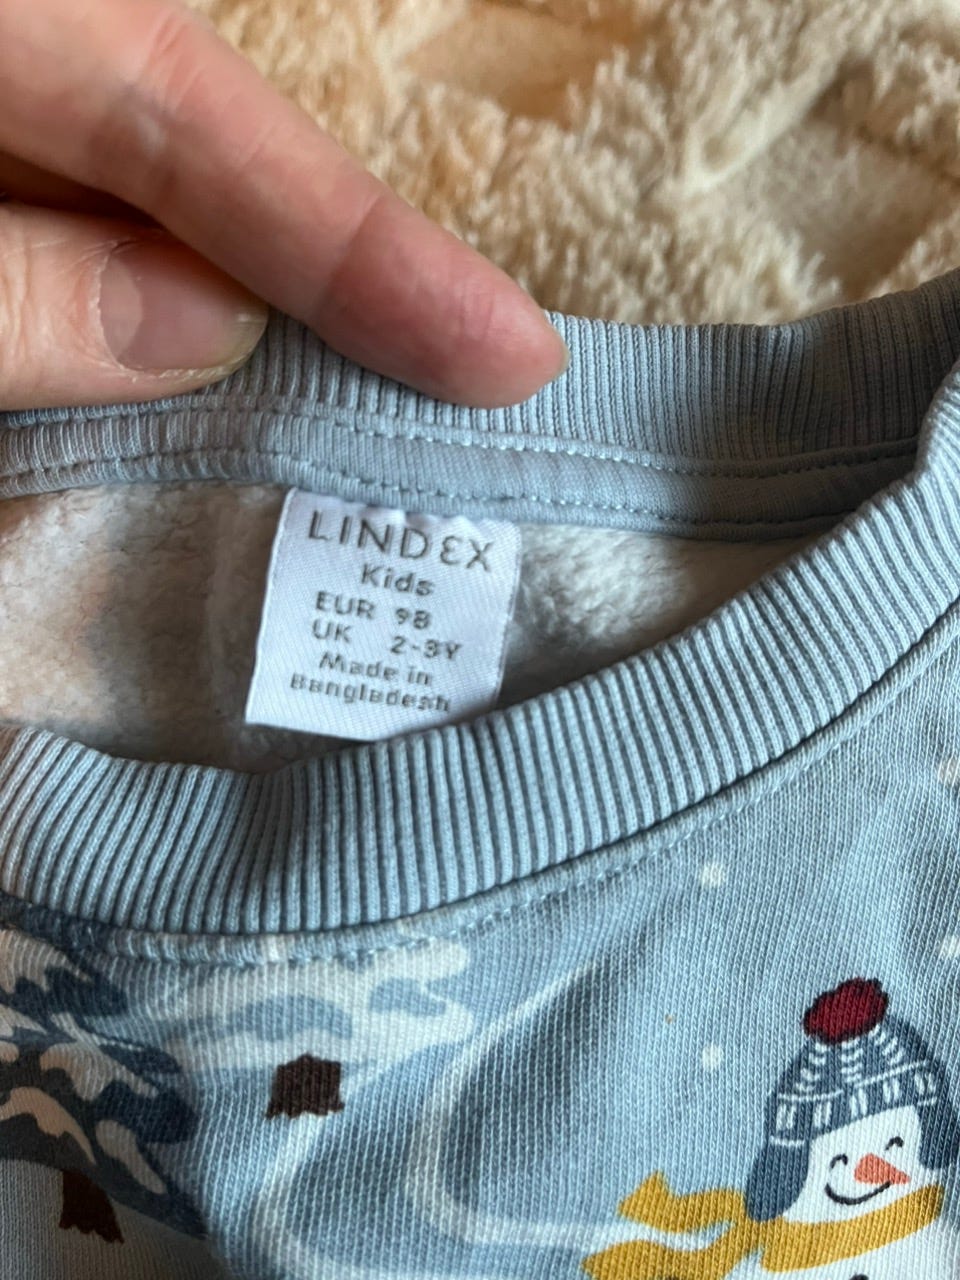 LINDEX
Kids
EUR 98
UK 2-3Y
Made in
Bangladesh